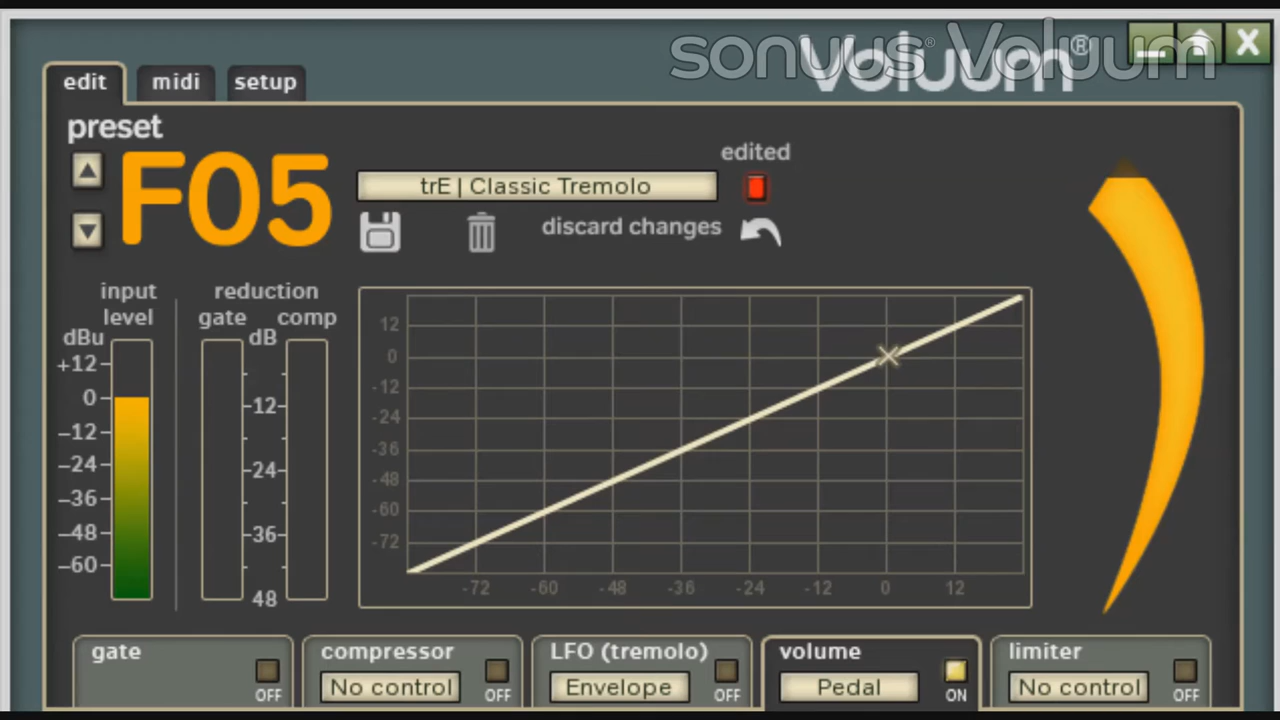 sonuus® Voluum
Voluum®
edit midi setup
preset
F05
trE | Classic Tremolo
edited
discard changes
input level
dBu
+12
0
−12
−24
−36
−48
−60
reduction
gate comp
dB
-12-
-24-
-36-
48
12
0
-12
-24
-36
-48
-60
-72
-72 -60 -48 -36 -24 -12 0 12
gate
OFF
compressor
No control
OFF
LFO (tremolo)
Envelope
OFF
volume
Pedal
ON
limiter
No control
OFF